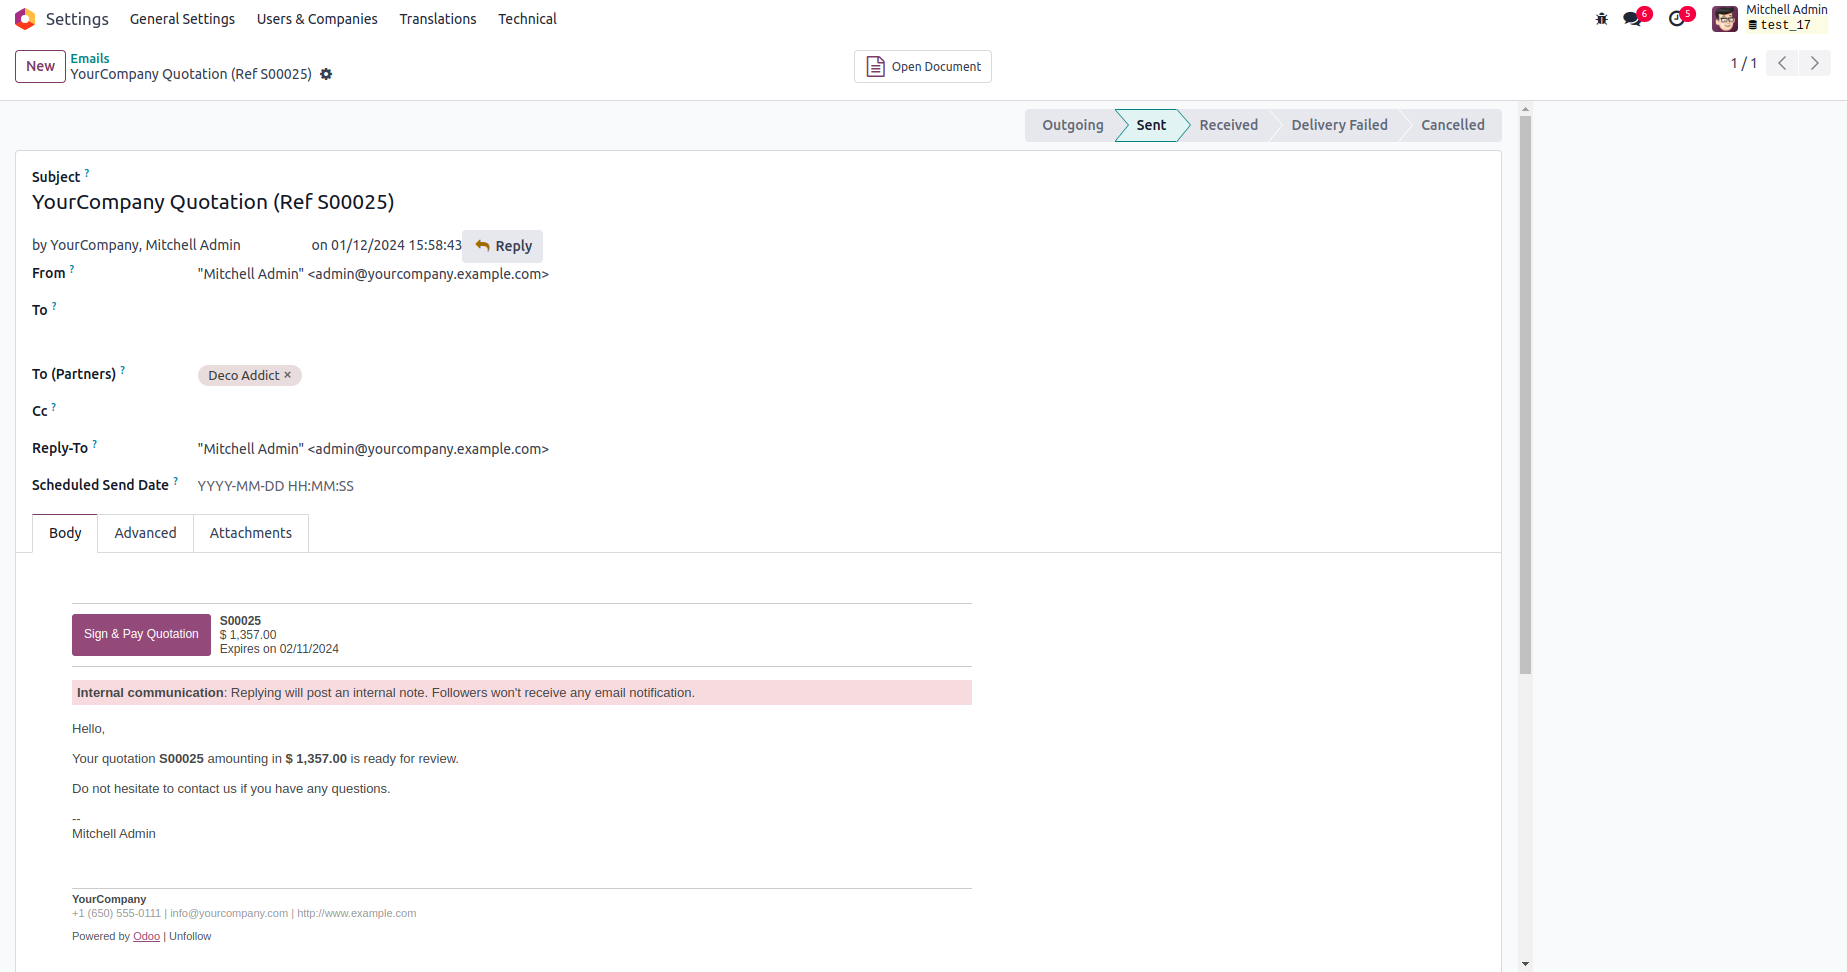 Settings General Settings Users & Companies Translations Technical 6 5 Mitchell Admin
test_17
New Emails
YourCompany Quotation (Ref S00025) Open Document 1 / 1
Outgoing Sent Received Delivery Failed Cancelled
Subject ?
YourCompany Quotation (Ref S00025)
by YourCompany, Mitchell Admin on 01/12/2024 15:58:43 Reply
From ? "Mitchell Admin" <admin@yourcompany.example.com>
To ?
To (Partners) ? Deco Addict ×
Cc ?
Reply-To ? "Mitchell Admin" <admin@yourcompany.example.com>
Scheduled Send Date ? YYYY-MM-DD HH:MM:SS
Body Advanced Attachments
Sign & Pay Quotation
S00025
$ 1,357.00
Expires on 02/11/2024
Internal communication: Replying will post an internal note. Followers won't receive any email notification.
Hello,
Your quotation S00025 amounting in $ 1,357.00 is ready for review.
Do not hesitate to contact us if you have any questions.
--
Mitchell Admin
YourCompany
+1 (650) 555-0111 | info@yourcompany.com | http://www.example.com
Powered by Odoo | Unfollow